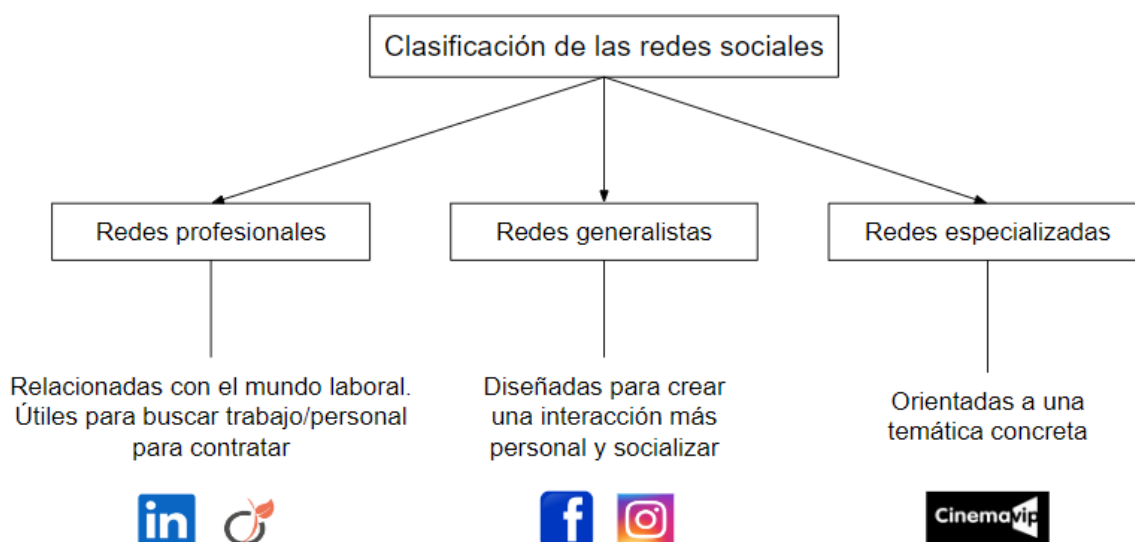 Clasificación de las redes sociales
Redes profesionales
Redes generalistas
Redes especializadas
Relacionadas con el mundo laboral.
Útiles para buscar trabajo/personal
para contratar
Diseñadas para crear
una interacción más
personal y socializar
Orientadas a una
temática concreta
in
f
Cinemavip